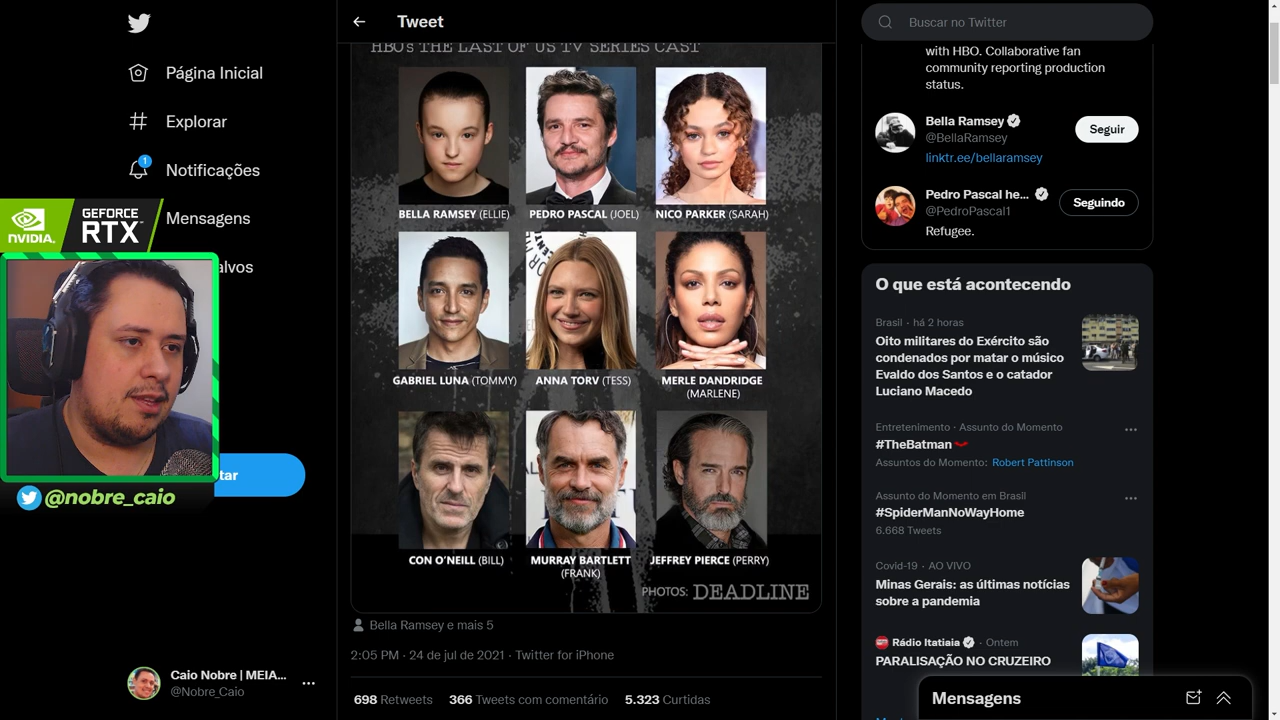 Página Inicial
Explorar
1
Notificações
Mensagens
alvos
tar
NVIDIA.
GEFORCE
RTX™
@nobre_caio
Caio Nobre | MEIA...
@Nobre_Caio
Tweet
HBO's THE LAST OF US TV SERIES CAST
BELLA RAMSEY (ELLIE)
PEDRO PASCAL (JOEL)
NICO PARKER (SARAH)
GABRIEL LUNA (TOMMY)
ANNA TORV (TESS)
MERLE DANDRIDGE
(MARLENE)
CON O'NEILL (BILL)
MURRAY BARTLETT
(FRANK)
JEFFREY PIERCE (PERRY)
PHOTOS: DEADLINE
Bella Ramsey e mais 5
2:05 PM · 24 de jul de 2021 · Twitter for iPhone
698 Retweets 366 Tweets com comentário 5.323 Curtidas
Buscar no Twitter
with HBO. Collaborative fan
community reporting production
status.
Bella Ramsey
@BellaRamsey
Seguir
linktr.ee/bellaramsey
Pedro Pascal he...
@PedroPascal1
Seguindo
Refugee.
O que está acontecendo
Brasil · há 2 horas
Oito militares do Exército são
condenados por matar o músico
Evaldo dos Santos e o catador
Luciano Macedo
Entretenimento · Assunto do Momento
#TheBatman
Assuntos do Momento: Robert Pattinson
Assunto do Momento em Brasil
#SpiderManNoWayHome
6.668 Tweets
Covid-19 · AO VIVO
Minas Gerais: as últimas notícias
sobre a pandemia
Rádio Itatiaia · Ontem
PARALISAÇÃO NO CRUZEIRO
Mensagens